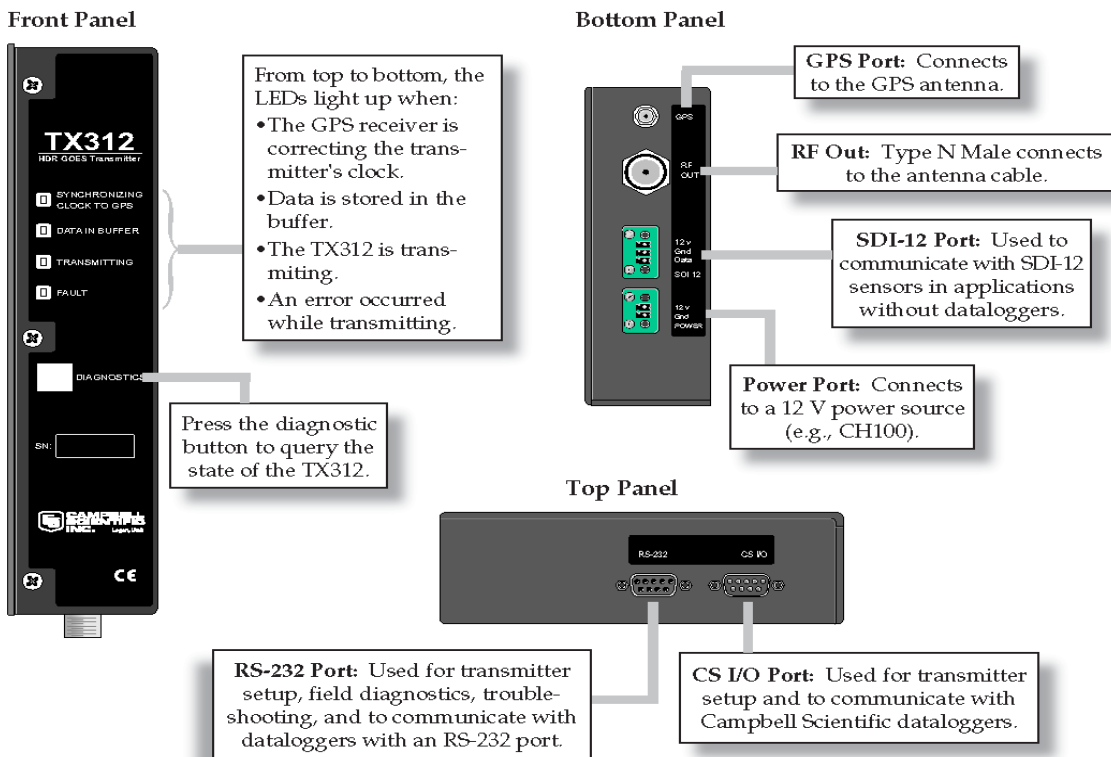 Front Panel
TX312
HDR GOES Transmitter
SYNCHRONIZING
CLOCK TO GPS
DATA IN BUFFER
TRANSMITTING
FAULT
DIAGNOSTICS
SN:
CAMPBELL
SCIENTIFIC
INC.
Logan, Utah
CE
From top to bottom, the
LEDs light up when:
•The GPS receiver is
correcting the trans-
mitter's clock.
•Data is stored in the
buffer.
•The TX312 is trans-
miting.
•An error occurred
while transmitting.
Press the diagnostic
button to query the
state of the TX312.
Bottom Panel
GPS
RF
OUT
12 v
Gnd
Data
SDI 12
12 v
Gnd
POWER
GPS Port: Connects
to the GPS antenna.
RF Out: Type N Male connects
to the antenna cable.
SDI-12 Port: Used to
communicate with SDI-12
sensors in applications
without dataloggers.
Power Port: Connects
to a 12 V power source
(e.g., CH100).
Top Panel
RS-232 CS I/O
RS-232 Port: Used for transmitter
setup, field diagnostics, trouble-
shooting, and to communicate with
dataloggers with an RS-232 port.
CS I/O Port: Used for transmitter
setup and to communicate with
Campbell Scientific dataloggers.